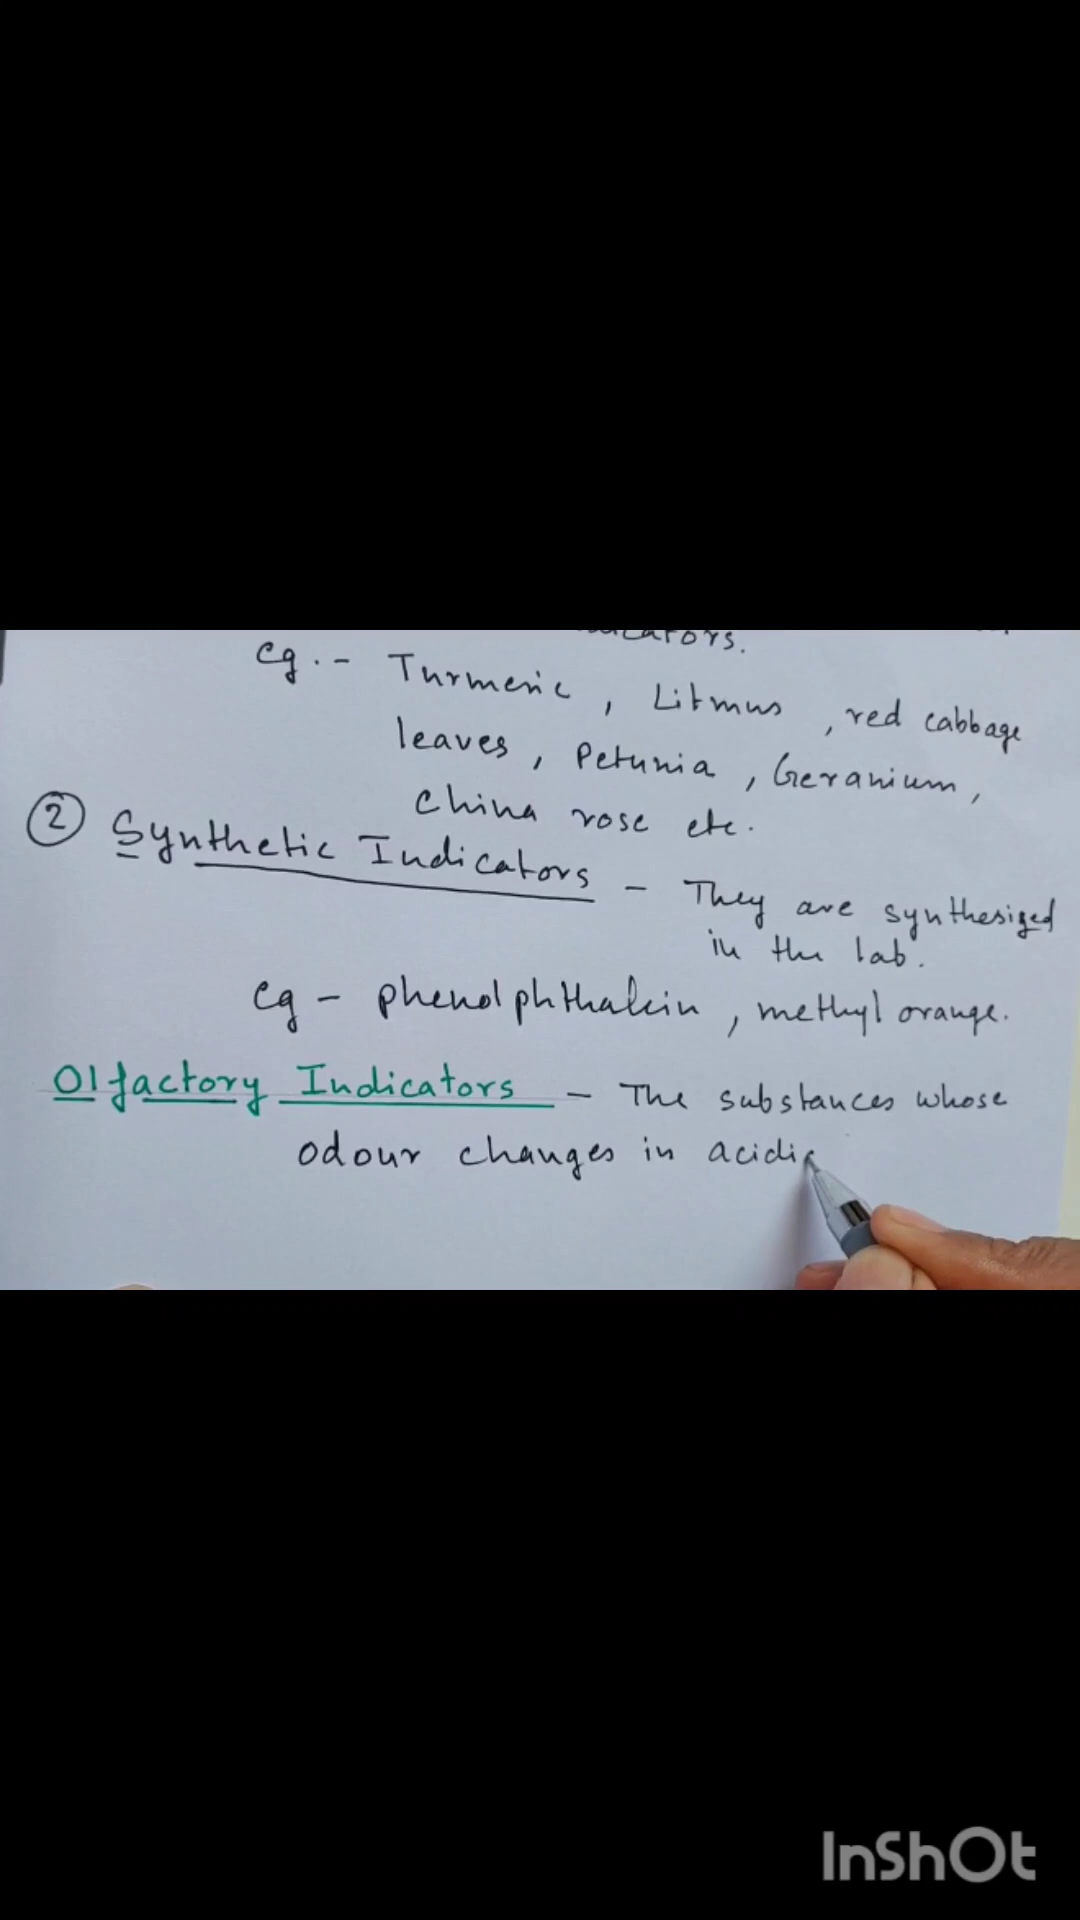 eg. - Turmeric, Litmus, red cabbage
leaves, Petunia, Geranium,
China rose etc.
② Synthetic Indicators - They are synthesized
in the lab.
eg - phenolphthalein, methyl orange.
Olfactory Indicators - The substances whose
odour changes in acidic
InShOt